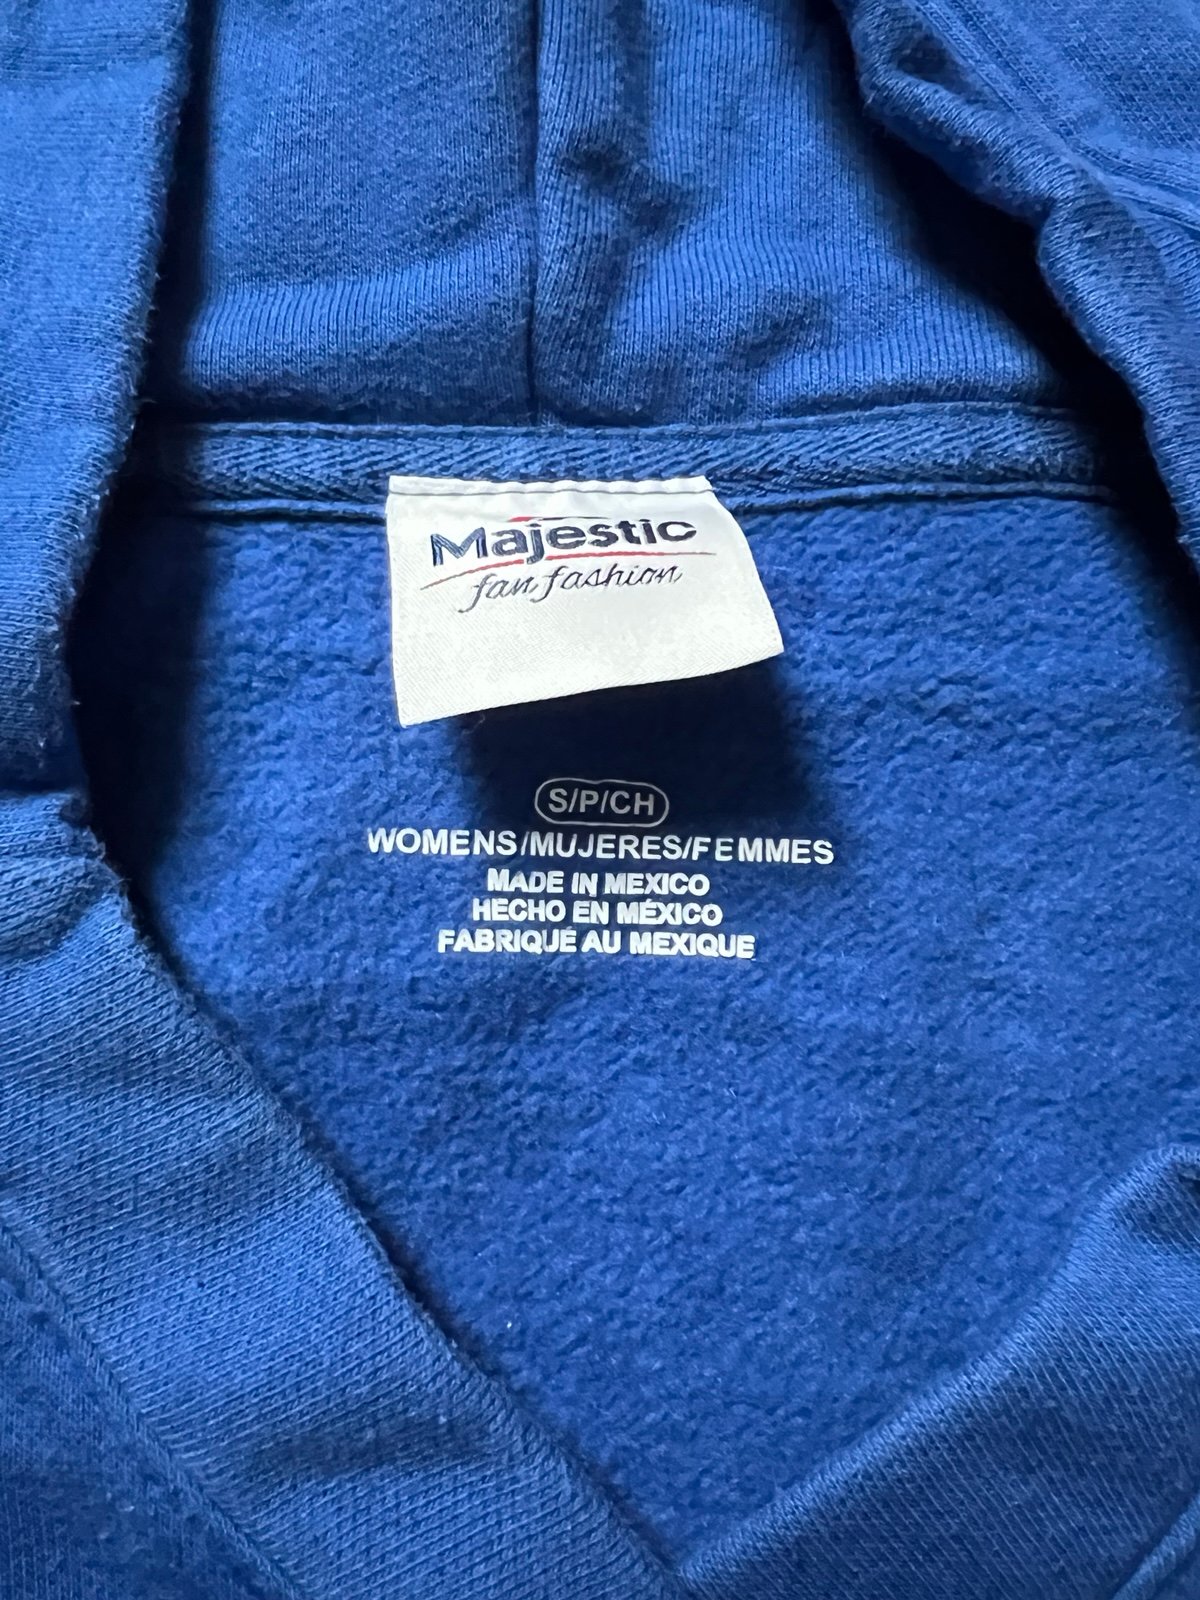 Majestic
fan fashion
S/P/CH
WOMENS/MUJERES/FEMMES
MADE IN MEXICO
HECHO EN MÉXICO
FABRIQUÉ AU MEXIQUE